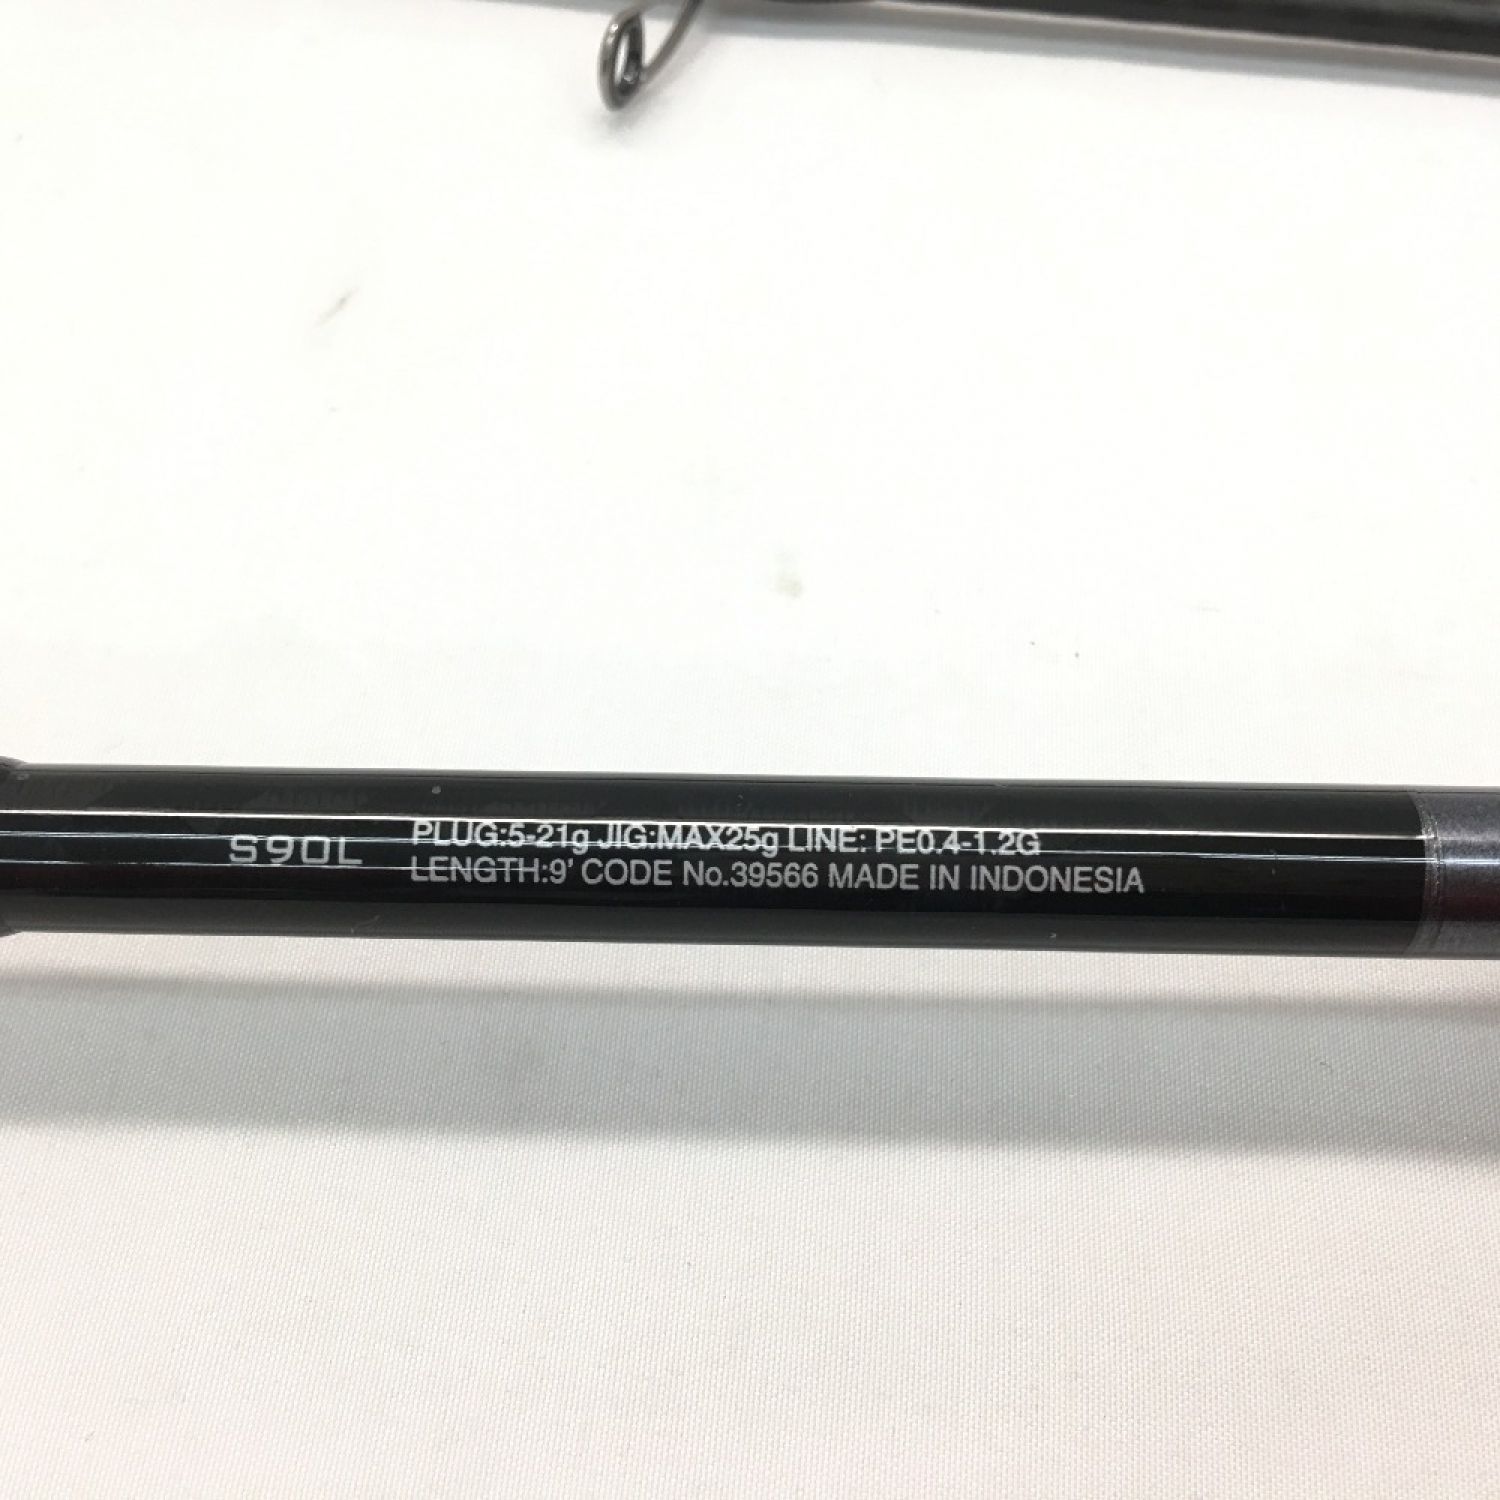 S90L
PLUG:5-21g JIG:MAX25g LINE: PE0.4-1.2G
LENGTH:9' CODE No.39566 MADE IN INDONESIA